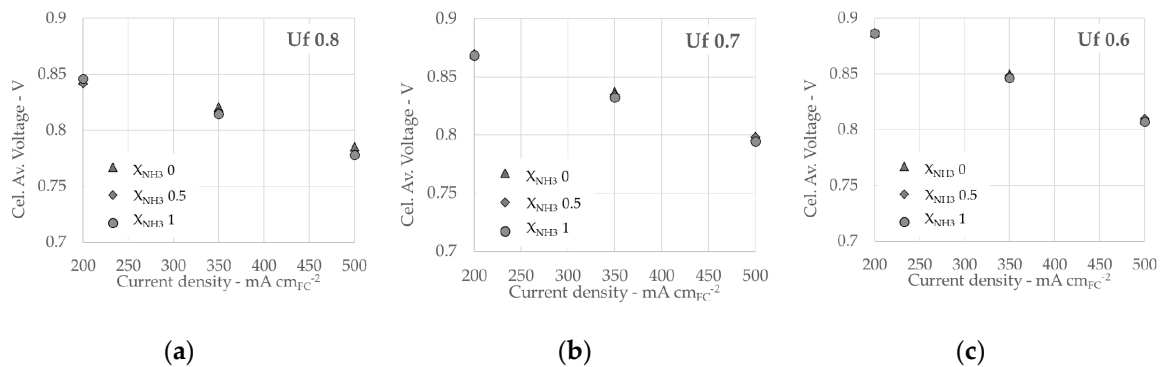 Uf 0.8
0.9
0.85
0.8
0.75
0.7
Cel. Av. Voltage - V
X_NH3 0
X_NH3 0.5
X_NH3 1
200 250 300 350 400 450 500
Current density - mA cm_FC^-2
(a)
Uf 0.7
0.9
0.85
0.8
0.75
0.7
Cel. Av. Voltage - V
X_NH3 0
X_NH3 0.5
X_NH3 1
200 250 300 350 400 450 500
Current density - mA cm_FC^-2
(b)
Uf 0.6
0.9
0.85
0.8
0.75
0.7
Cel. Av. Voltage - V
X_NH3 0
X_NH3 0.5
X_NH3 1
200 250 300 350 400 450 500
Current density - mA cm_FC^-2
(c)